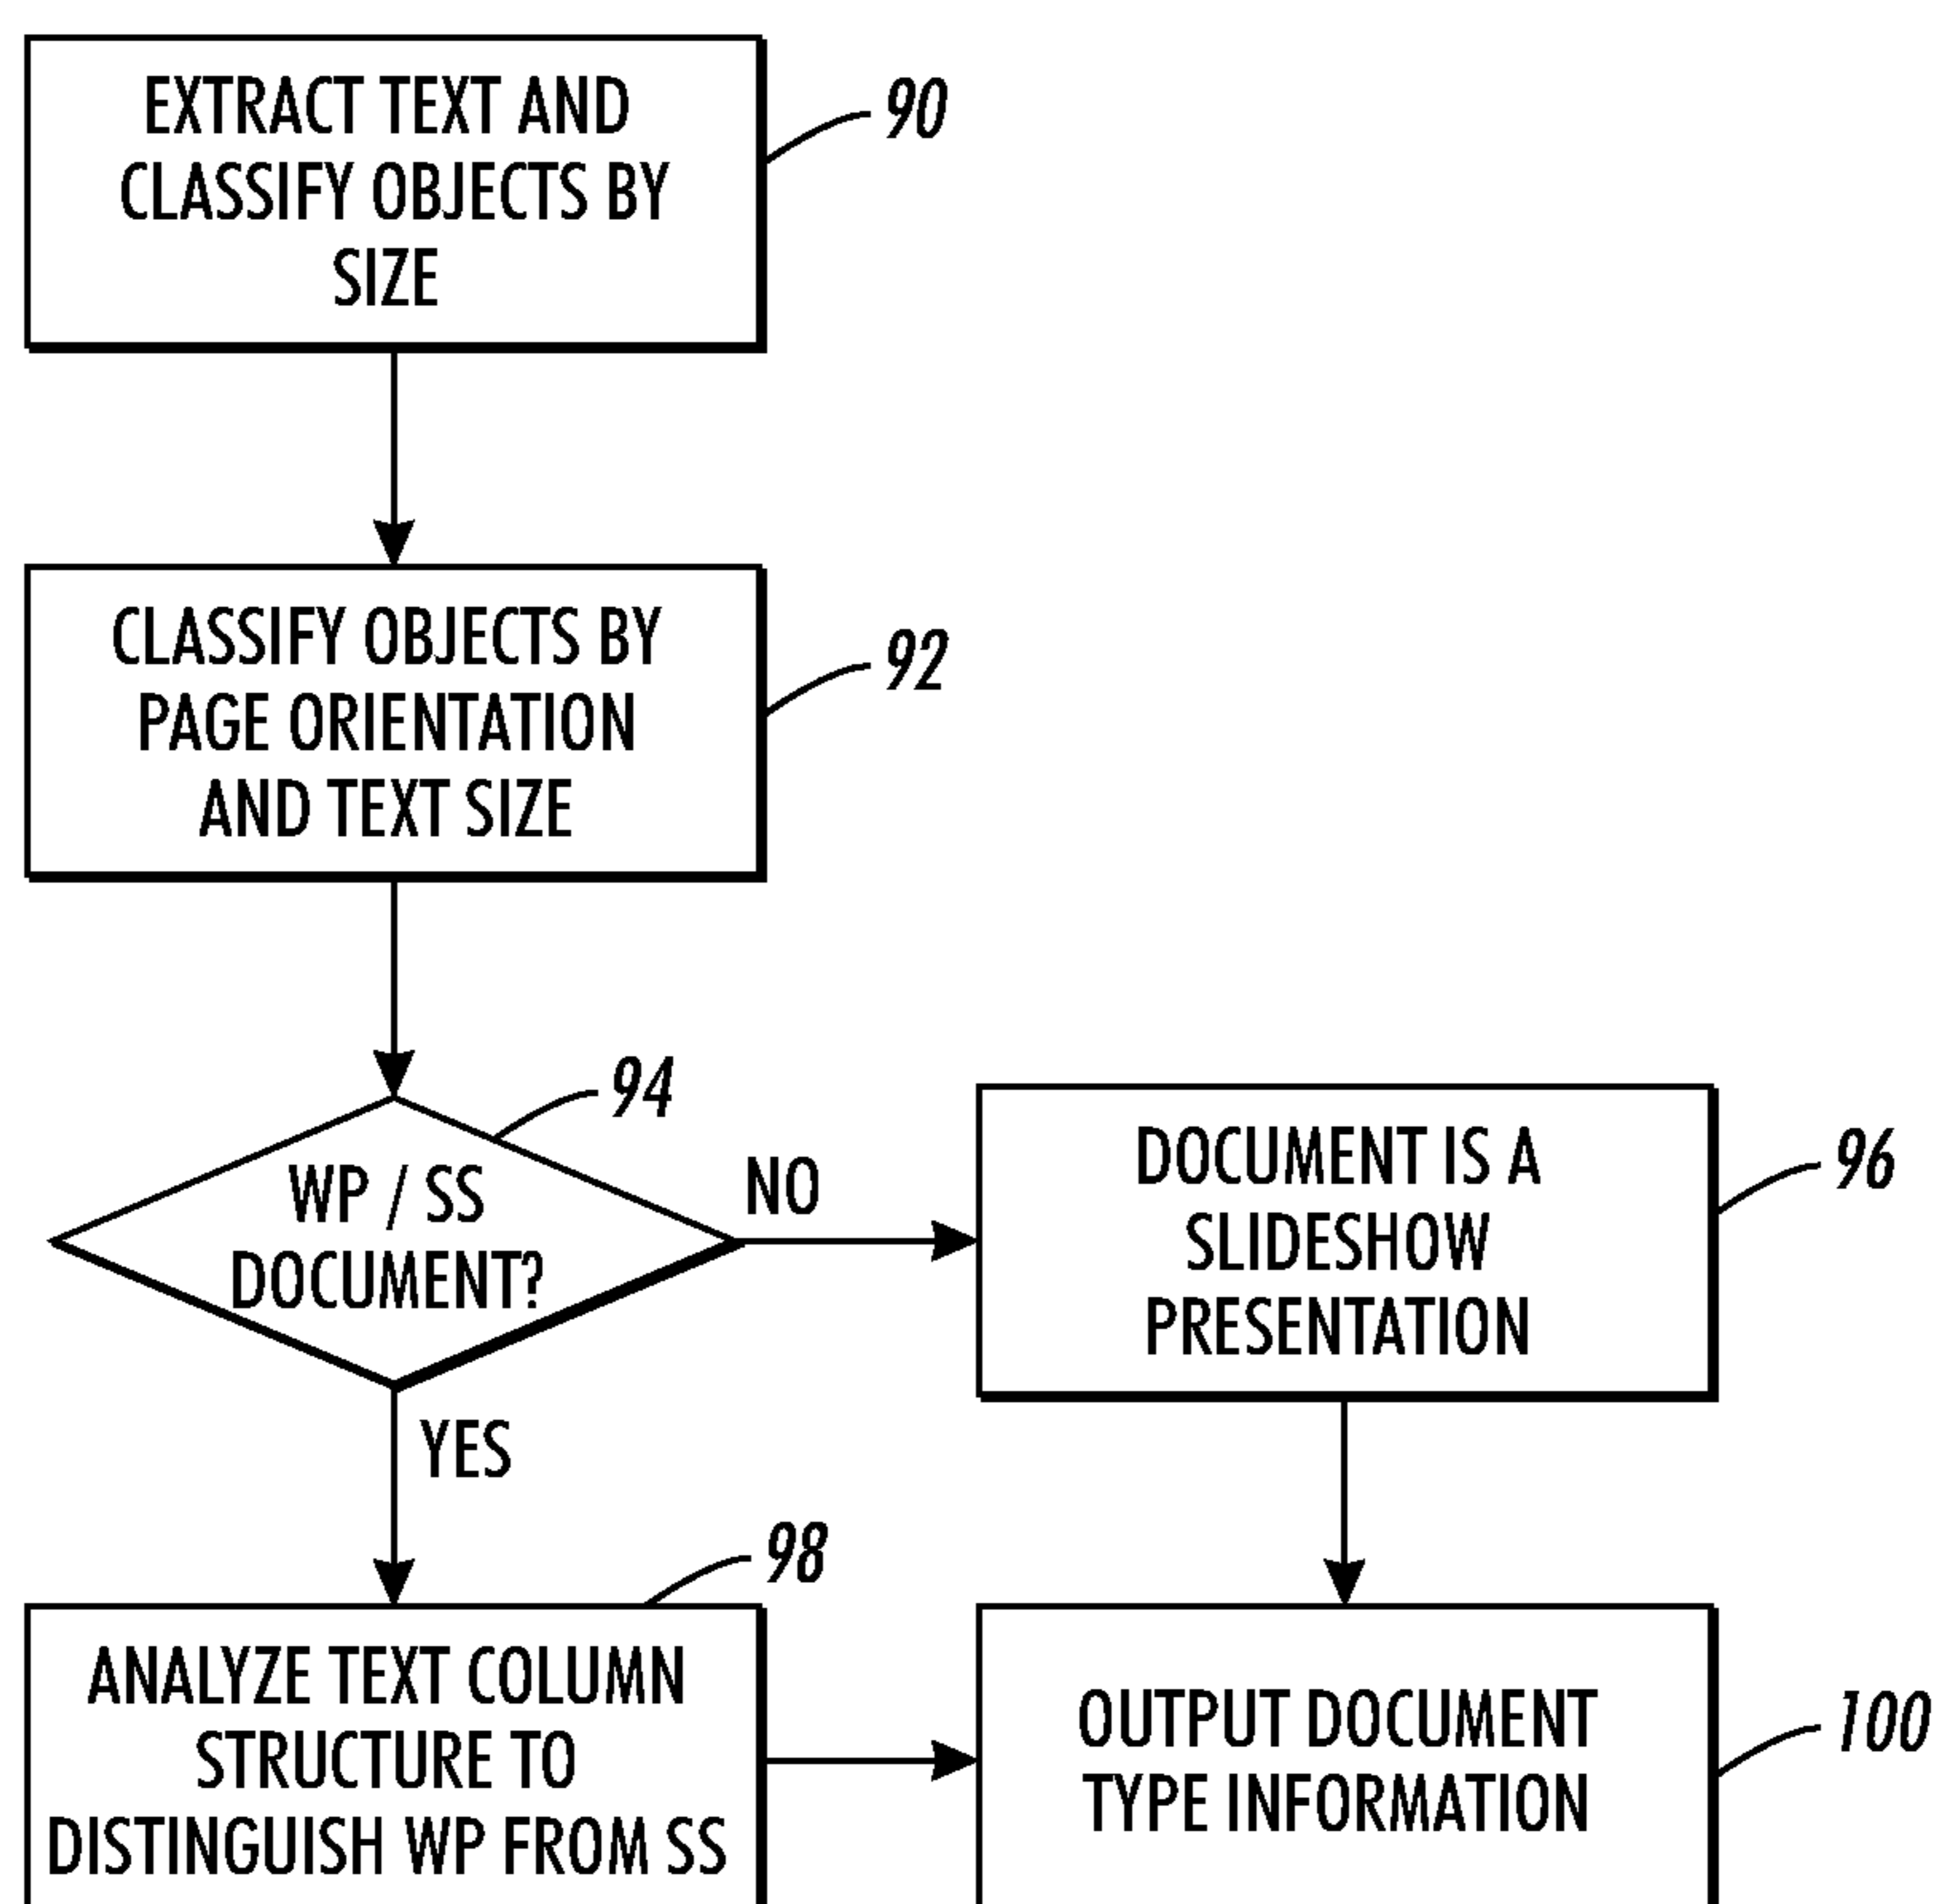 EXTRACT TEXT AND
CLASSIFY OBJECTS BY
SIZE
90
CLASSIFY OBJECTS BY
PAGE ORIENTATION
AND TEXT SIZE
92
94
WP / SS
DOCUMENT?
NO
DOCUMENT IS A
SLIDESHOW
PRESENTATION
96
YES
98
ANALYZE TEXT COLUMN
STRUCTURE TO
DISTINGUISH WP FROM SS
OUTPUT DOCUMENT
TYPE INFORMATION
100